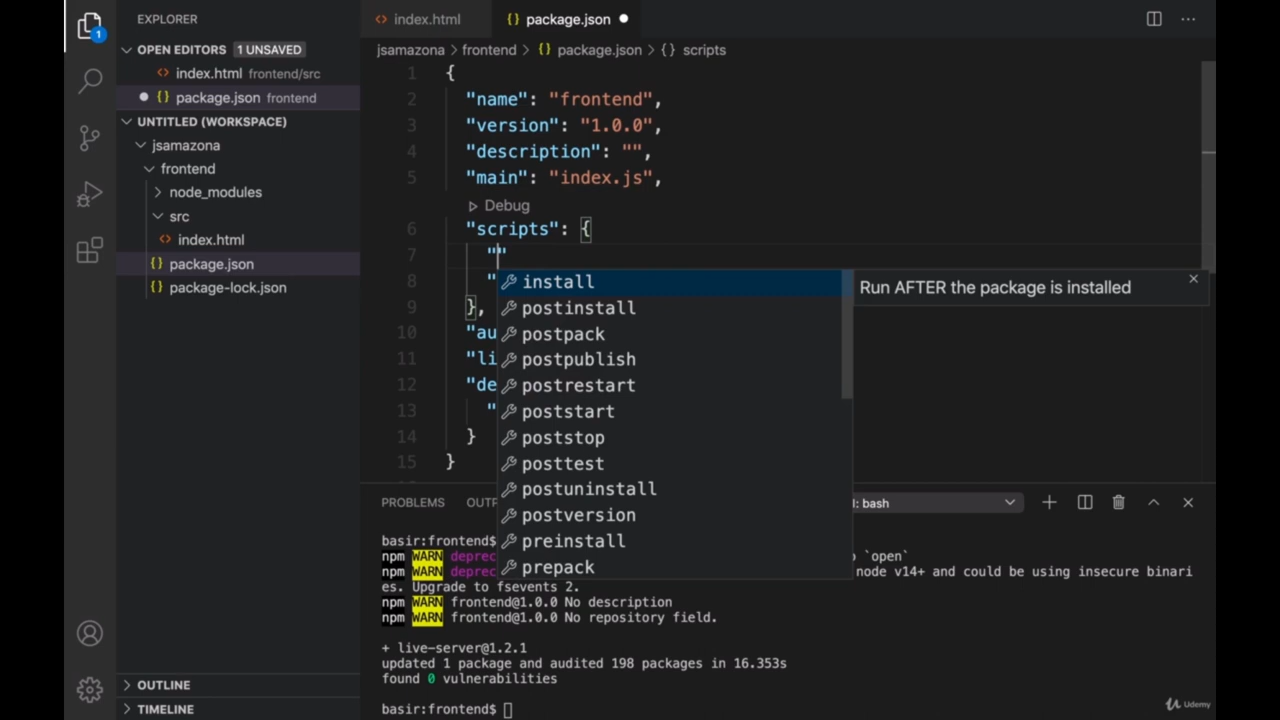 EXPLORER
index.html
package.json
OPEN EDITORS 1 UNSAVED
index.html frontend/src
package.json frontend
UNTITLED (WORKSPACE)
jsamazona
frontend
node_modules
src
index.html
package.json
package-lock.json
OUTLINE
TIMELINE
1
jsamazona > frontend > {} package.json > {} scripts
1 {
2 "name": "frontend",
3 "version": "1.0.0",
4 "description": "",
5 "main": "index.js",
Debug
6 "scripts": {
7 ""
8 "
9 },
10 "au
11 "li
12 "de
13 "
14 }
15 }
install
postinstall
postpack
postpublish
postrestart
poststart
poststop
posttest
postuninstall
postversion
preinstall
prepack
Run AFTER the package is installed
PROBLEMS OUTP : bash
basir:frontend$
npm WARN deprec o `open`
npm WARN deprec node v14+ and could be using insecure binari
es. Upgrade to fsevents 2.
npm WARN frontend@1.0.0 No description
npm WARN frontend@1.0.0 No repository field.
+ live-server@1.2.1
updated 1 package and audited 198 packages in 16.353s
found 0 vulnerabilities
basir:frontend$
Udemy